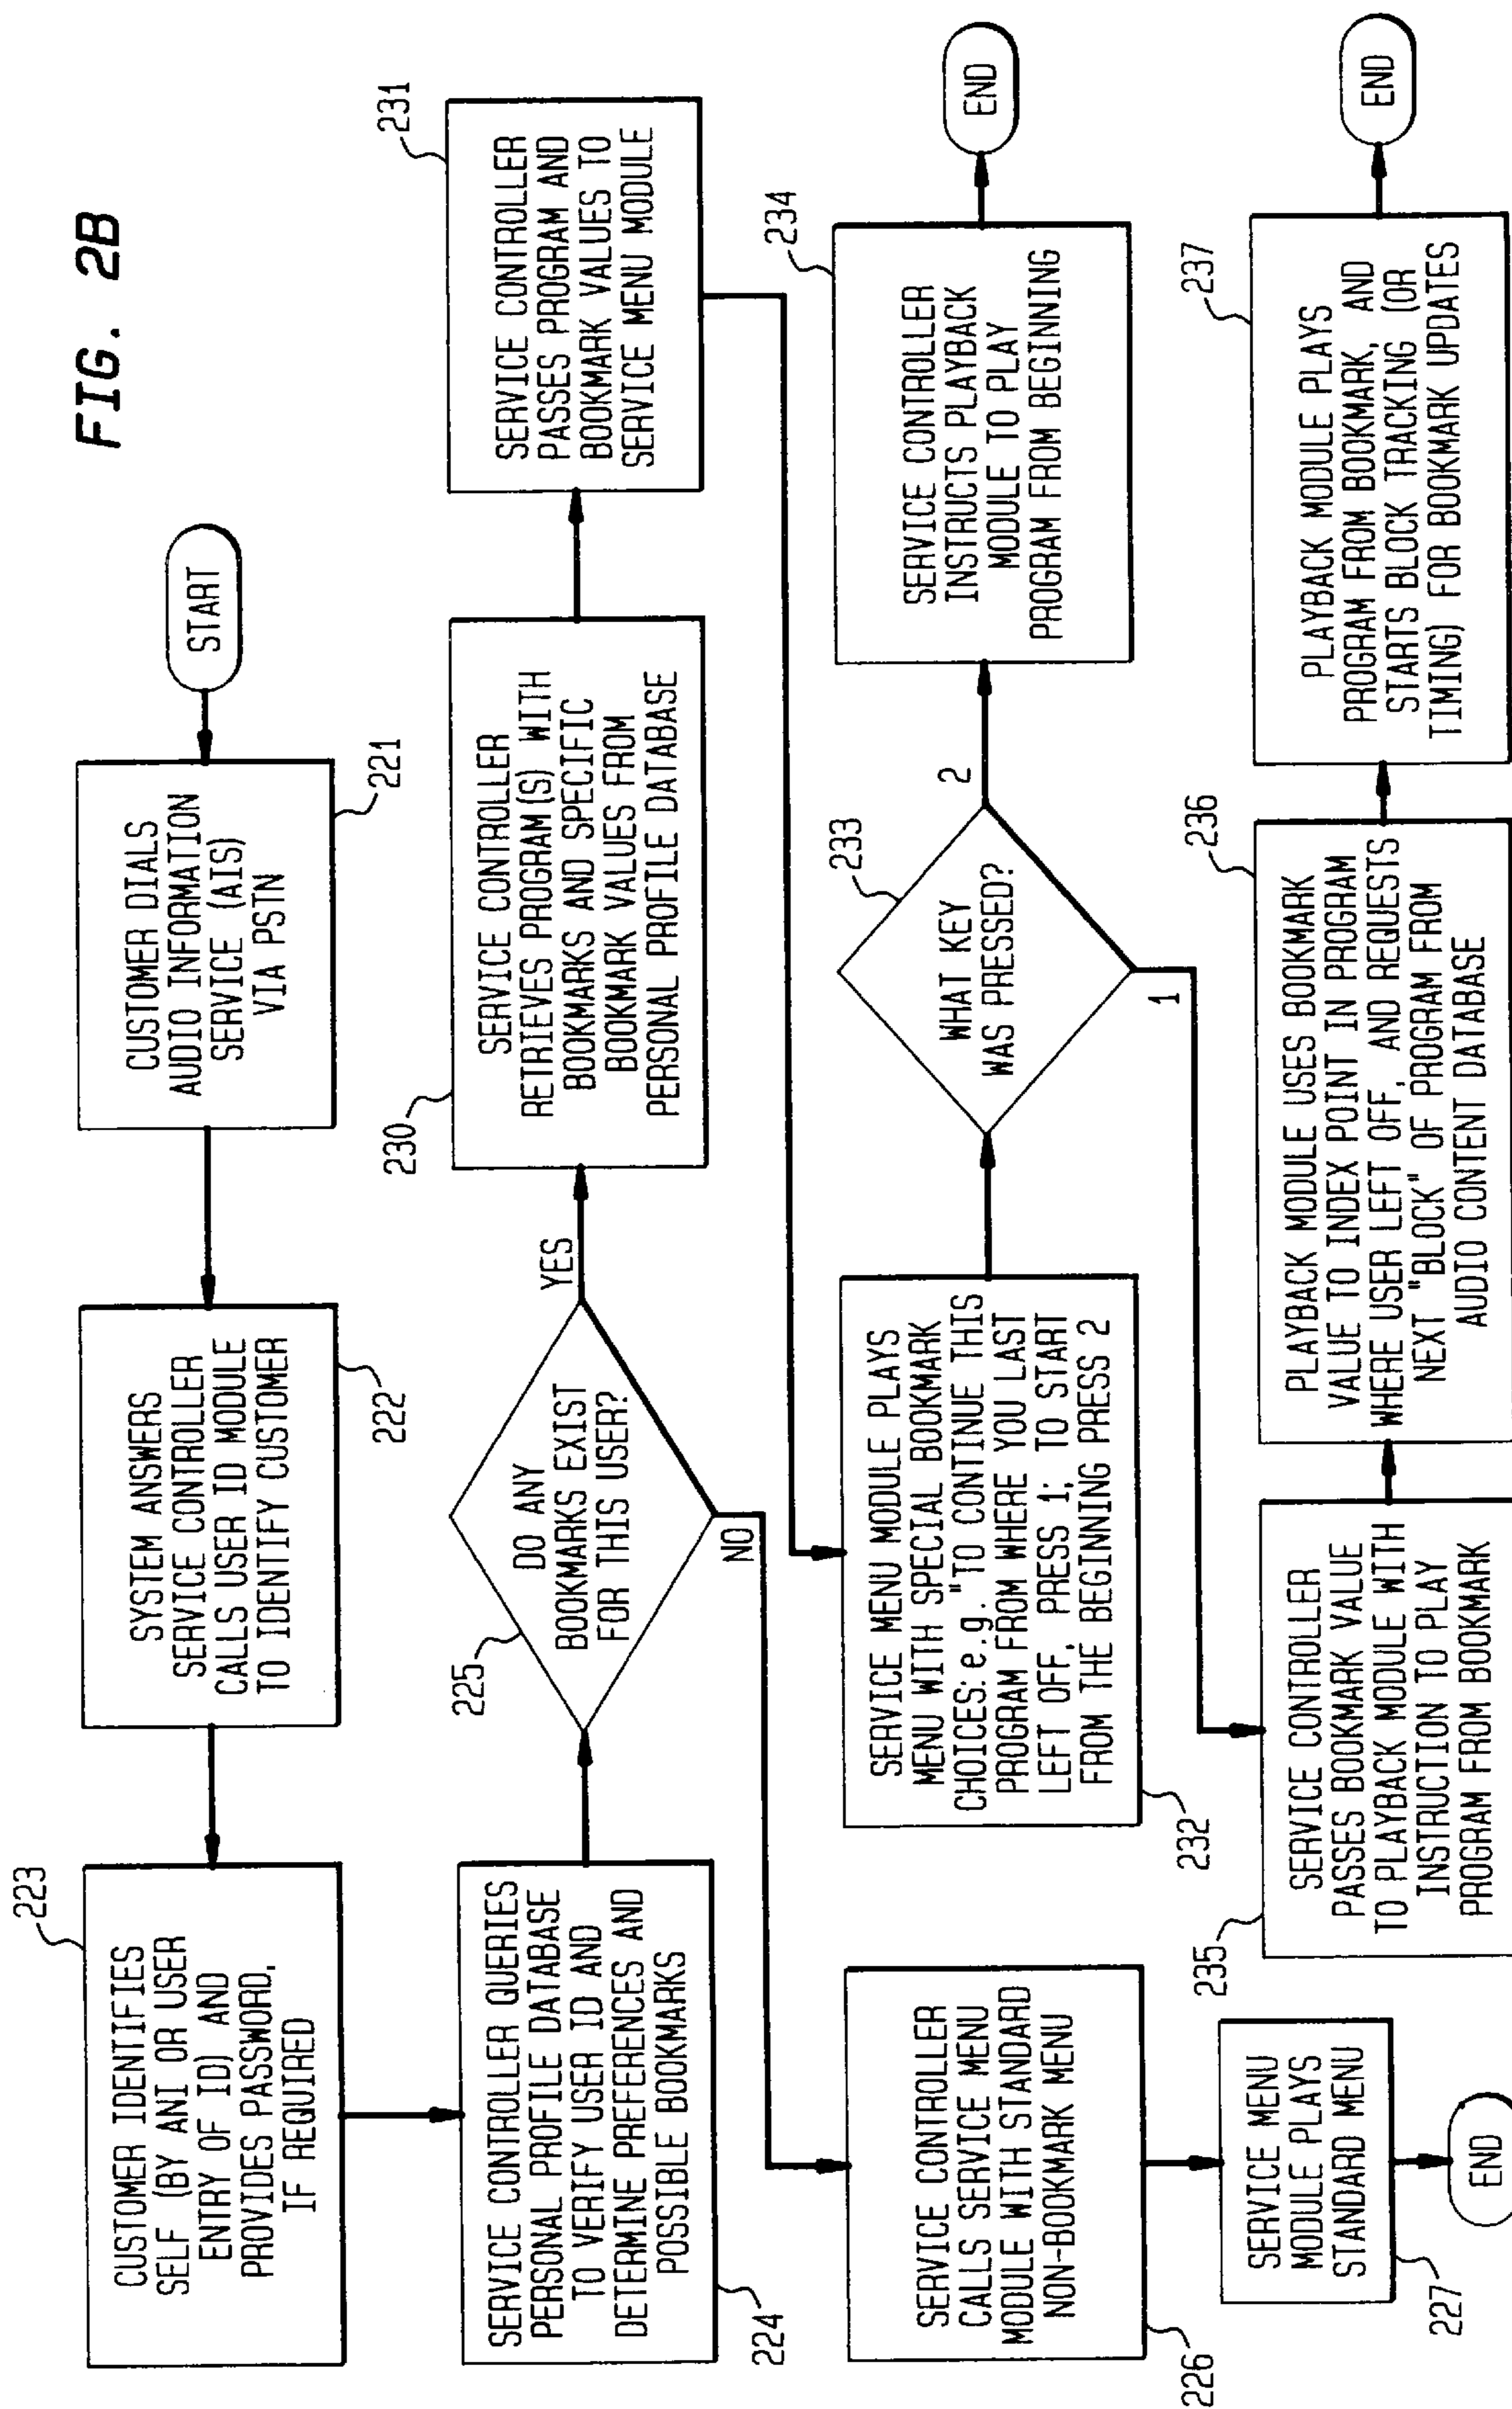 FIG. 2B
START
CUSTOMER DIALS
AUDIO INFORMATION
SERVICE (AIS)
VIA PSTN
221
SYSTEM ANSWERS
SERVICE CONTROLLER
CALLS USER ID MODULE
TO IDENTIFY CUSTOMER
222
223
CUSTOMER IDENTIFIES
SELF (BY ANI OR USER
ENTRY OF ID) AND
PROVIDES PASSWORD,
IF REQUIRED
SERVICE CONTROLLER QUERIES
PERSONAL PROFILE DATABASE
TO VERIFY USER ID AND
DETERMINE PREFERENCES AND
POSSIBLE BOOKMARKS
224
225
DO ANY
BOOKMARKS EXIST
FOR THIS USER?
YES
NO
230
SERVICE CONTROLLER
RETRIEVES PROGRAM(S) WITH
BOOKMARKS AND SPECIFIC
BOOKMARK VALUES FROM
PERSONAL PROFILE DATABASE
231
SERVICE CONTROLLER
PASSES PROGRAM AND
BOOKMARK VALUES TO
SERVICE MENU MODULE
SERVICE CONTROLLER
CALLS SERVICE MENU
MODULE WITH STANDARD
NON-BOOKMARK MENU
226
SERVICE MENU
MODULE PLAYS
STANDARD MENU
227
END
SERVICE MENU MODULE PLAYS
MENU WITH SPECIAL BOOKMARK
CHOICES: e.g. "TO CONTINUE THIS
PROGRAM FROM WHERE YOU LAST
LEFT OFF, PRESS 1; TO START
FROM THE BEGINNING PRESS 2
232
233
WHAT KEY
WAS PRESSED?
2
1
234
SERVICE CONTROLLER
INSTRUCTS PLAYBACK
MODULE TO PLAY
PROGRAM FROM BEGINNING
END
235
SERVICE CONTROLLER
PASSES BOOKMARK VALUE
TO PLAYBACK MODULE WITH
INSTRUCTION TO PLAY
PROGRAM FROM BOOKMARK
236
PLAYBACK MODULE USES BOOKMARK
VALUE TO INDEX POINT IN PROGRAM
WHERE USER LEFT OFF, AND REQUESTS
NEXT "BLOCK" OF PROGRAM FROM
AUDIO CONTENT DATABASE
237
PLAYBACK MODULE PLAYS
PROGRAM FROM BOOKMARK, AND
STARTS BLOCK TRACKING (OR
TIMING) FOR BOOKMARK UPDATES
END